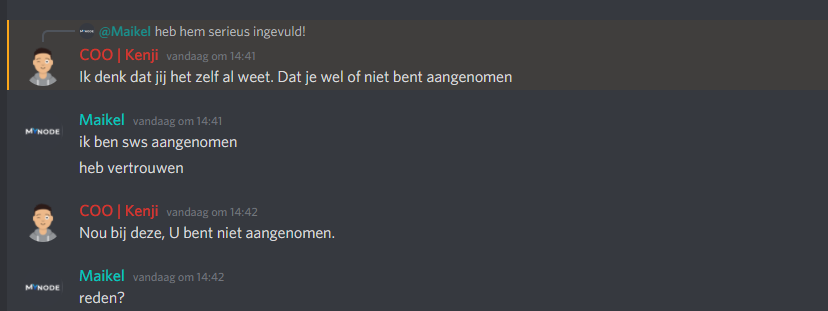 @Maikel heb hem serieus ingevuld!
COO | Kenji vandaag om 14:41
Ik denk dat jij het zelf al weet. Dat je wel of niet bent aangenomen
Maikel vandaag om 14:41
M NODE
ik ben sws aangenomen
heb vertrouwen
COO | Kenji vandaag om 14:42
Nou bij deze, U bent niet aangenomen.
Maikel vandaag om 14:42
M NODE
reden?